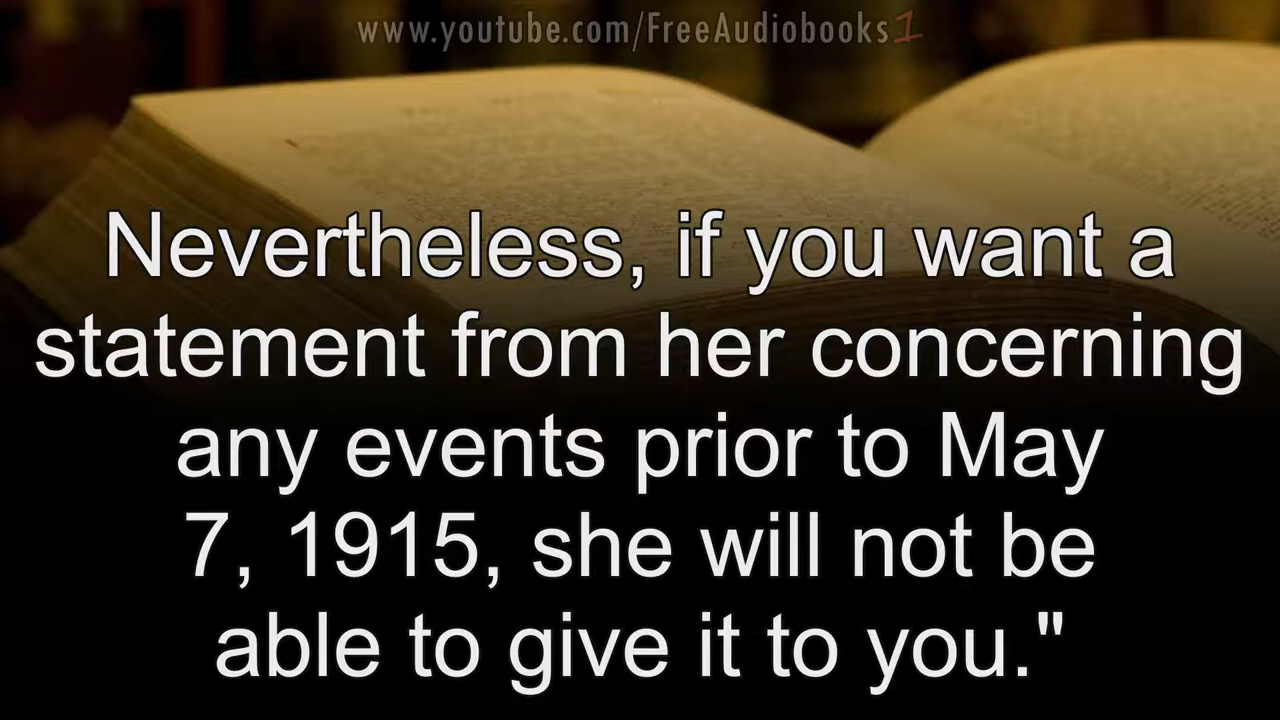 www.youtube.com/FreeAudiobooks1
Nevertheless, if you want a
statement from her concerning
any events prior to May
7, 1915, she will not be
able to give it to you."